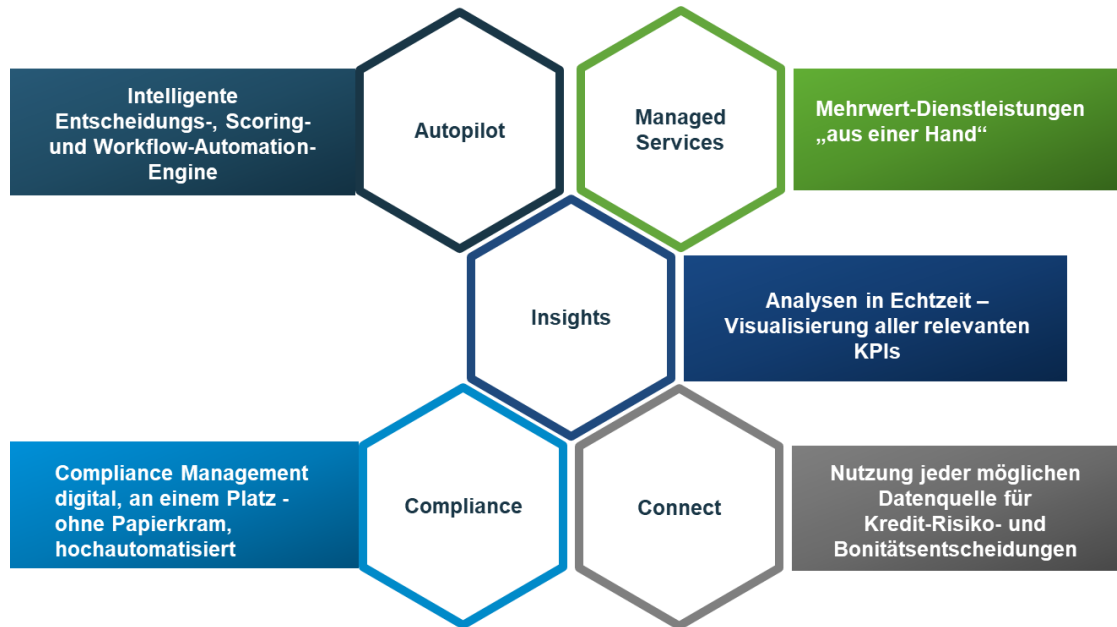 Intelligente
Entscheidungs-, Scoring-
und Workflow-Automation-
Engine
Autopilot
Managed
Services
Mehrwert-Dienstleistungen
„aus einer Hand“
Insights
Analysen in Echtzeit –
Visualisierung aller relevanten
KPIs
Compliance Management
digital, an einem Platz -
ohne Papierkram,
hochautomatisiert
Compliance
Connect
Nutzung jeder möglichen
Datenquelle für
Kredit-Risiko- und
Bonitätsentscheidungen